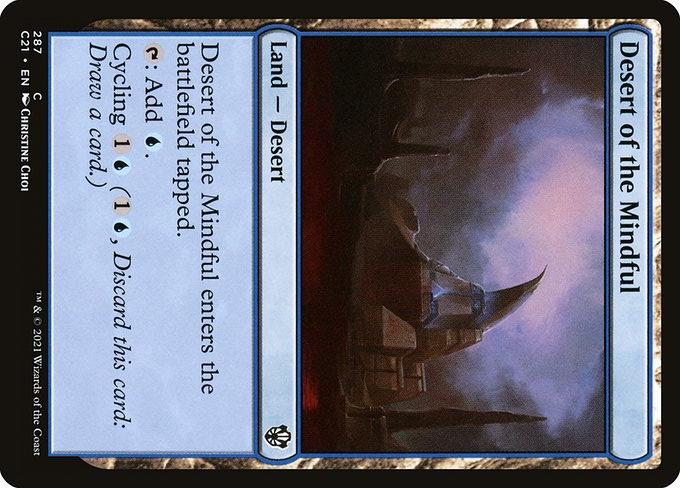 Desert of the Mindful
Land — Desert
Desert of the Mindful enters the
battlefield tapped.
: Add .
Cycling 1 (1 , Discard this card:
Draw a card.)
287 C
C21 • EN Christine Choi
™ & © 2021 Wizards of the Coast